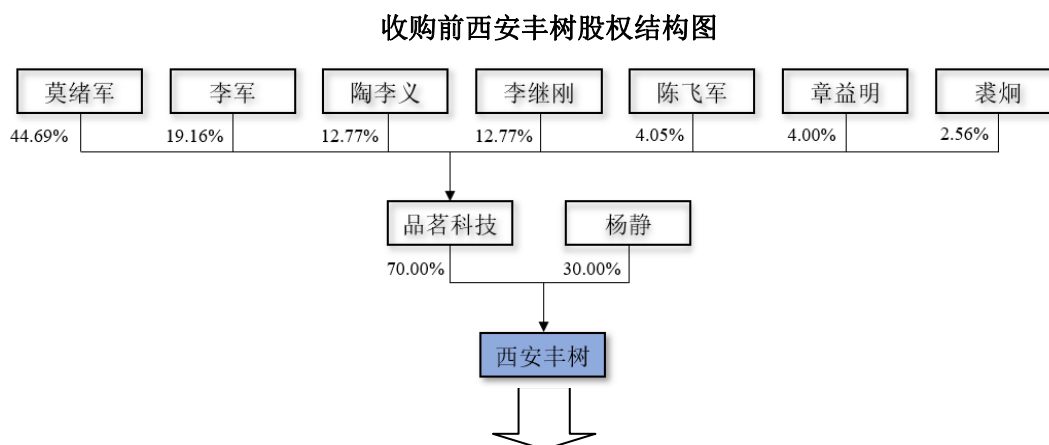 收购前西安丰树股权结构图
莫绪军 李军 陶李义 李继刚 陈飞军 章益明 裘炯
44.69% 19.16% 12.77% 12.77% 4.05% 4.00% 2.56%
品茗科技 杨静
70.00% 30.00%
西安丰树